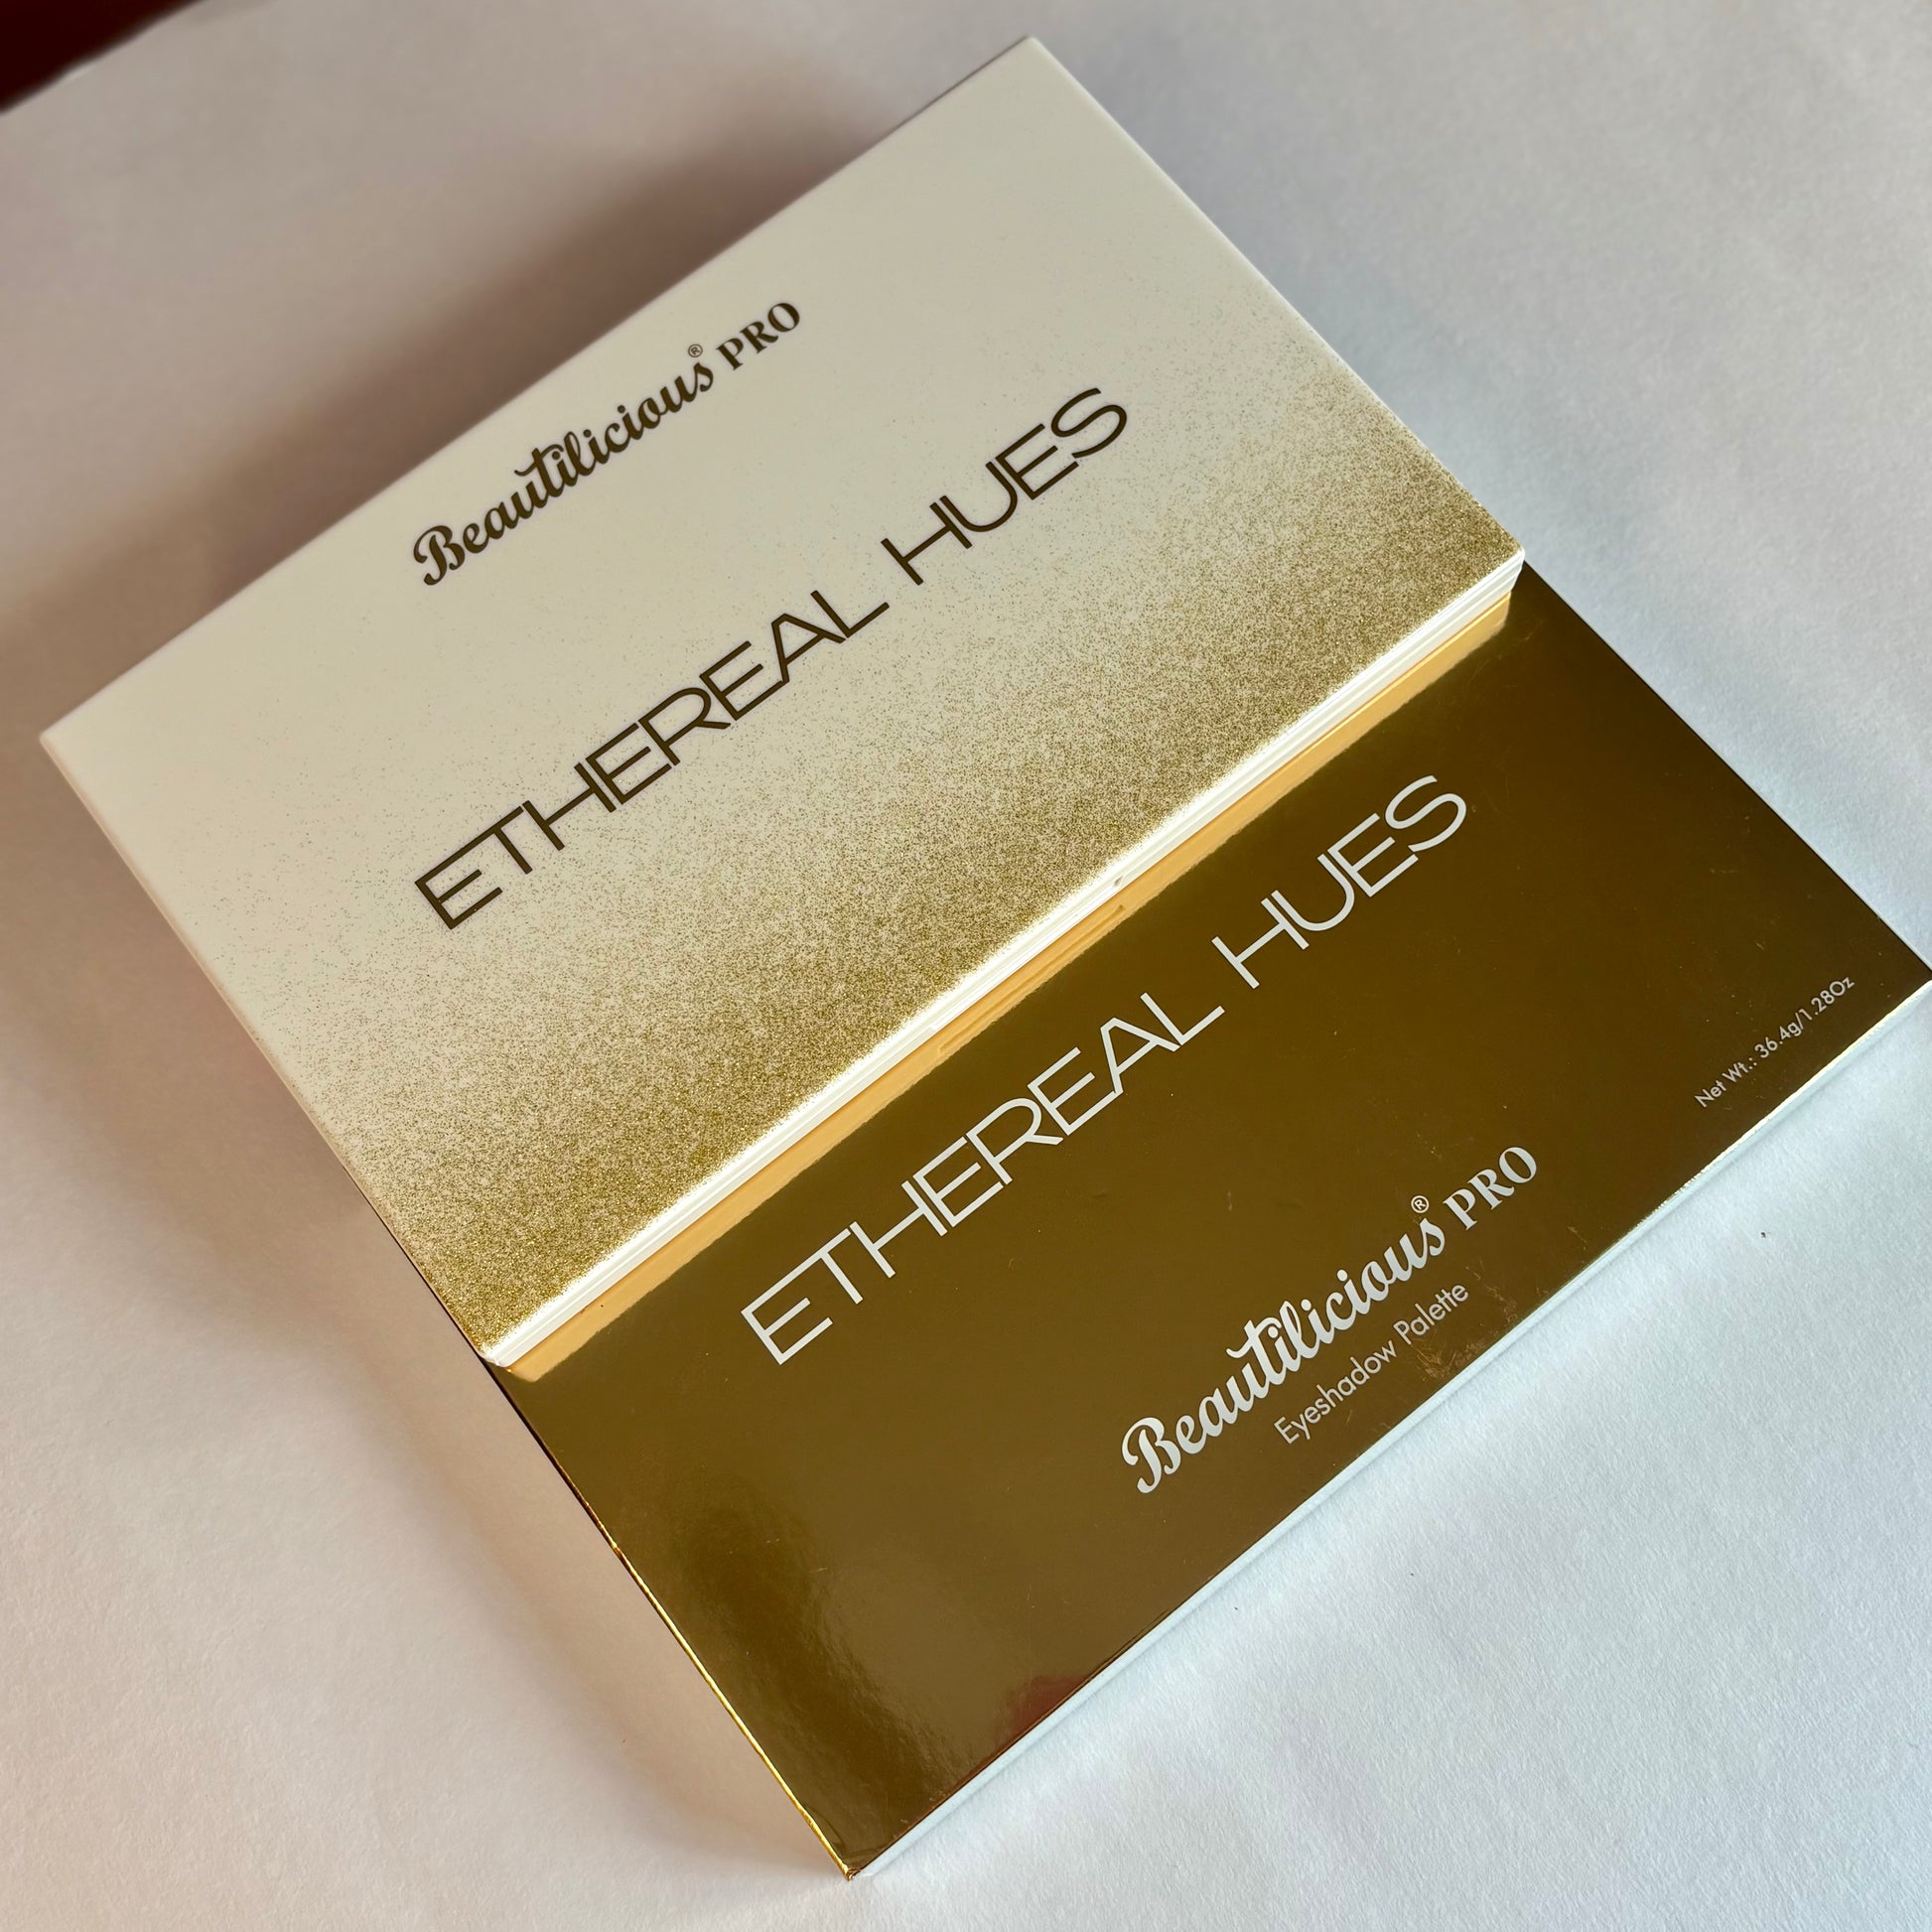 Beautilicious® PRO
ETHEREAL HUES
ETHEREAL HUES
Net Wt.: 36.4g/1.28Oz
Beautilicious® PRO
Eyeshadow Palette